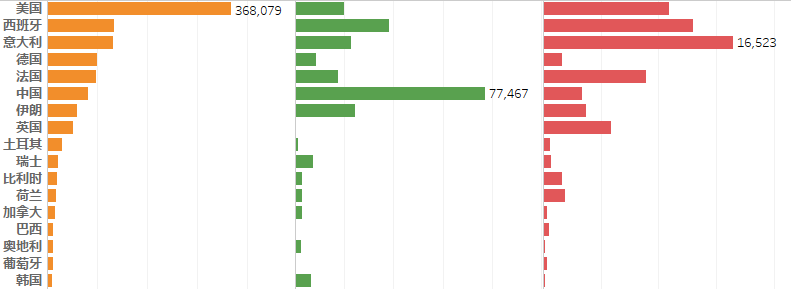 美国 368,079
西班牙
意大利 16,523
德国
法国
中国 77,467
伊朗
英国
土耳其
瑞士
比利时
荷兰
加拿大
巴西
奥地利
葡萄牙
韩国